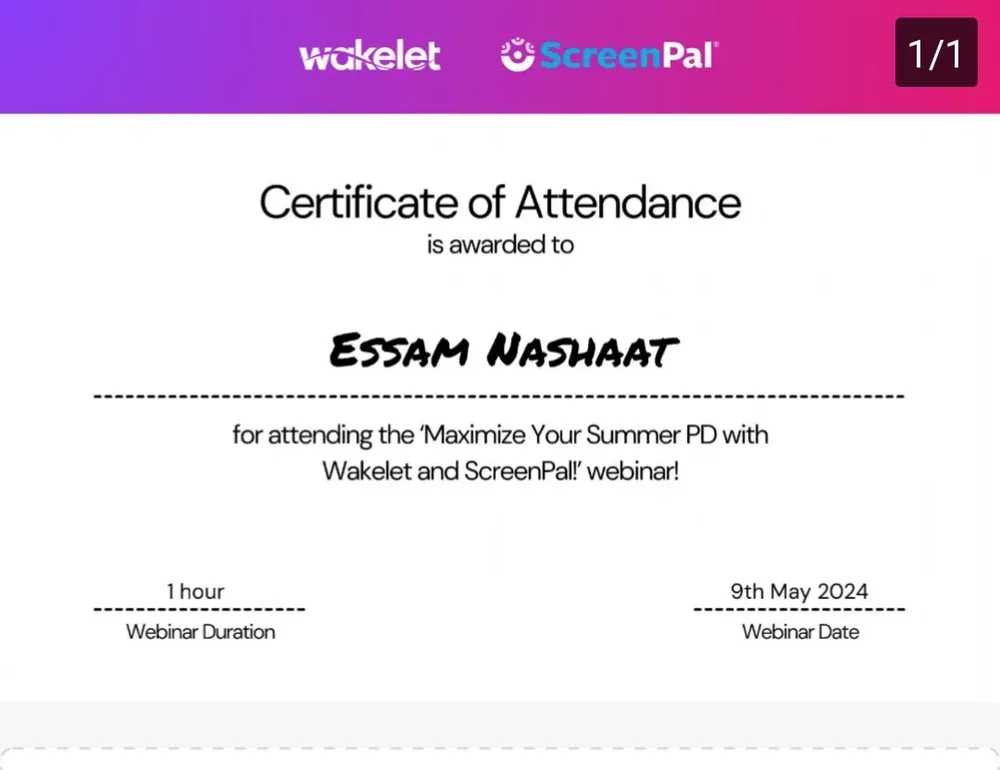 wakelet ScreenPal® 1/1
Certificate of Attendance
is awarded to
ESSAM NASHAAT
for attending the ‘Maximize Your Summer PD with
Wakelet and ScreenPal!’ webinar!
1 hour 9th May 2024
Webinar Duration Webinar Date